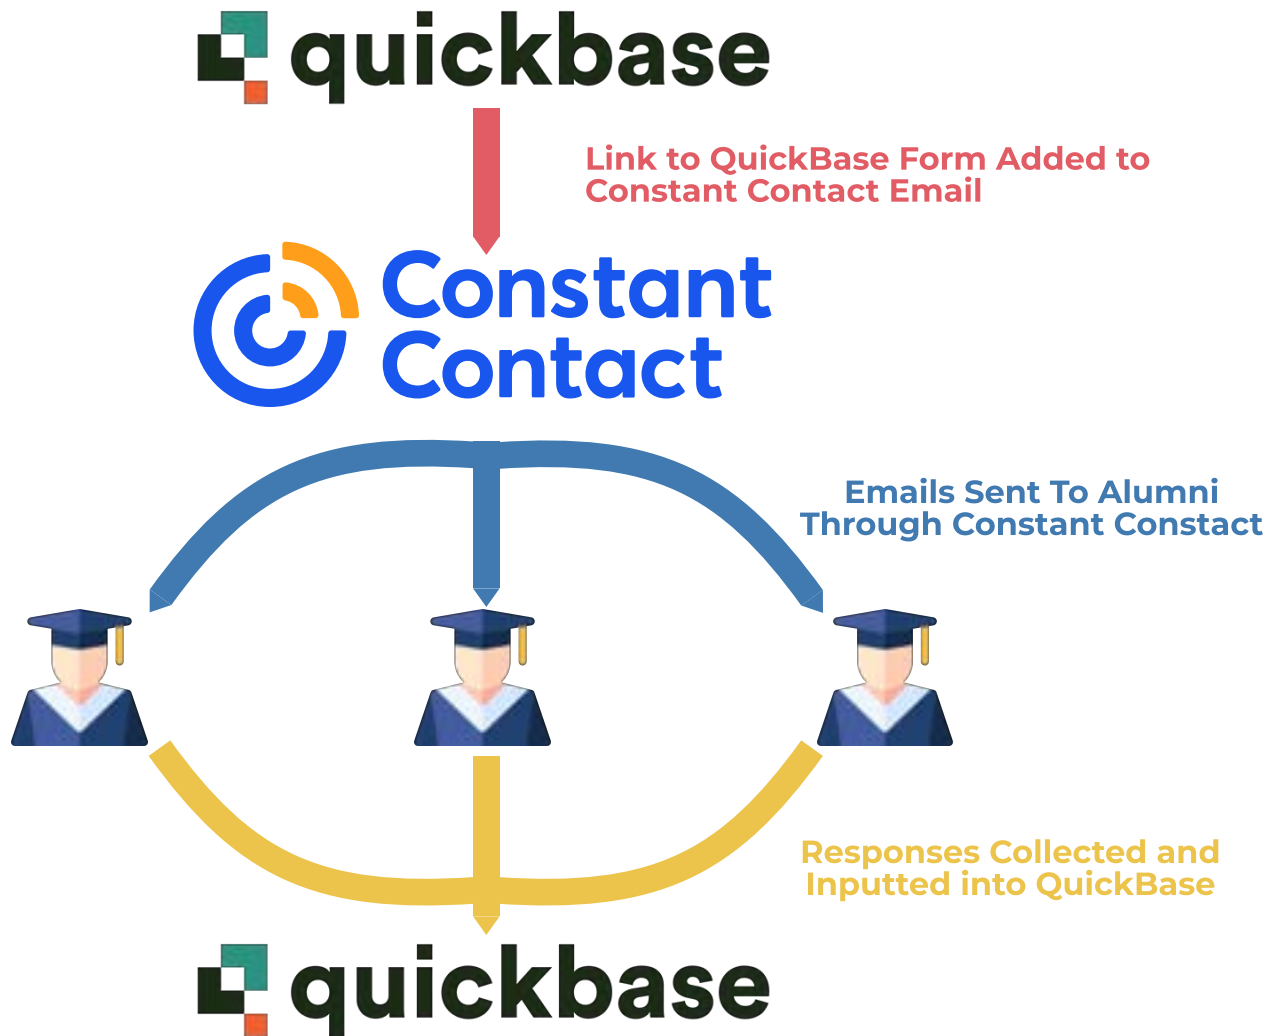 quickbase
Link to QuickBase Form Added to
Constant Contact Email
Constant
Contact
Emails Sent To Alumni
Through Constant Constact
Responses Collected and
Inputted into QuickBase
quickbase